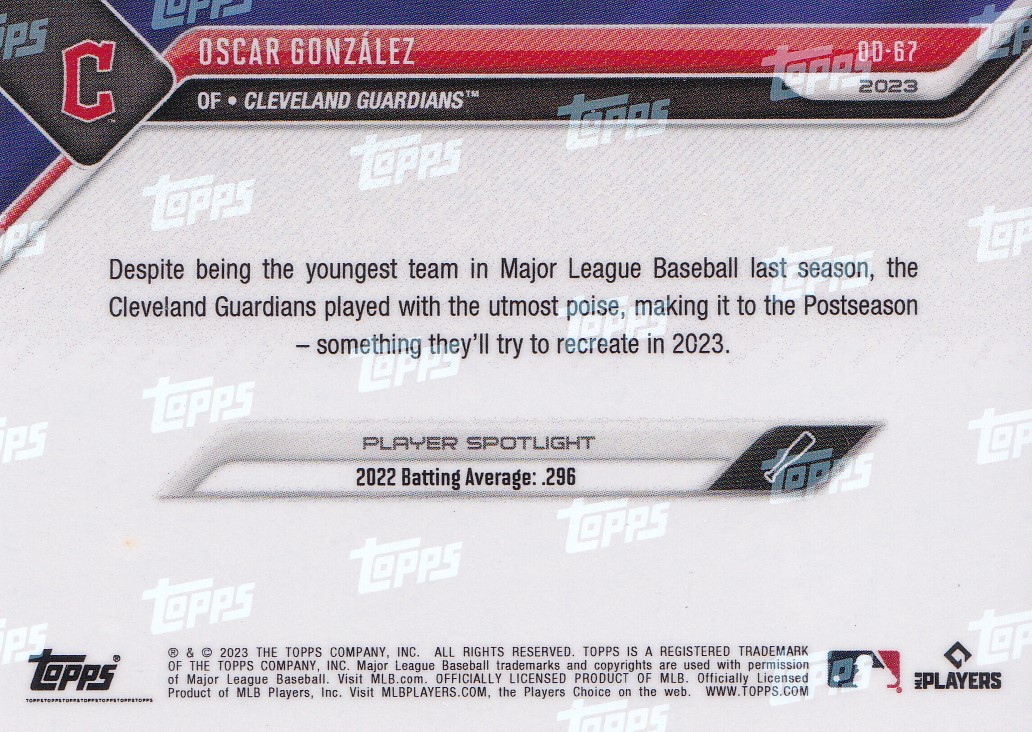 C
OSCAR GONZÁLEZ
OD-67
2023
OF • CLEVELAND GUARDIANS™
Despite being the youngest team in Major League Baseball last season, the
Cleveland Guardians played with the utmost poise, making it to the Postseason
– something they'll try to recreate in 2023.
PLAYER SPOTLIGHT
2022 Batting Average: .296
Topps®
® & © 2023 THE TOPPS COMPANY, INC. ALL RIGHTS RESERVED. TOPPS IS A REGISTERED TRADEMARK
OF THE TOPPS COMPANY, INC. Major League Baseball trademarks and copyrights are used with permission
of Major League Baseball. Visit MLB.com. OFFICIALLY LICENSED PRODUCT OF MLB. Officially Licensed
Product of MLB Players, Inc. Visit MLBPLAYERS.COM, the Players Choice on the web. WWW.TOPPS.COM
MLB PLAYERS